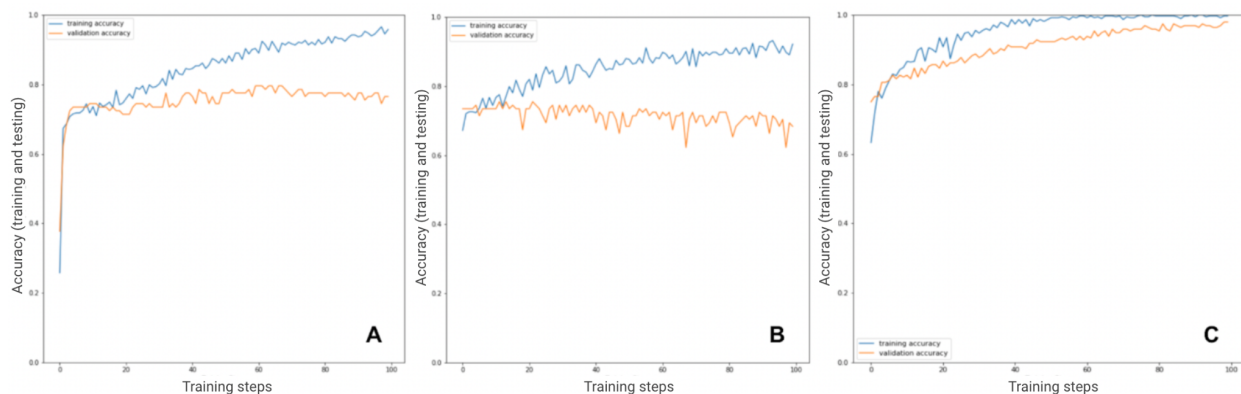 1.0
0.8
0.6
0.4
0.2
0.0
Accuracy (training and testing)
training accuracy
validation accuracy
A
0 20 40 60 80 100
Training steps
1.0
0.8
0.6
0.4
0.2
0.0
Accuracy (training and testing)
training accuracy
validation accuracy
B
0 20 40 60 80 100
Training steps
1.0
0.8
0.6
0.4
0.2
0.0
Accuracy (training and testing)
training accuracy
validation accuracy
C
0 20 40 60 80 100
Training steps